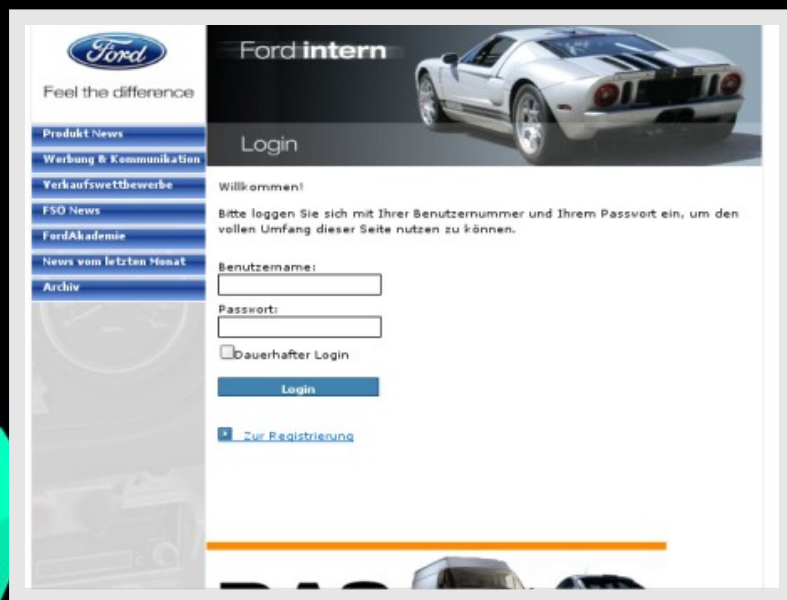 Ford
Feel the difference
Ford intern
Login
Produkt News
Werbung & Kommunikation
Verkaufswettbewerbe
FSO News
FordAkademie
News vom letzten Monat
Archiv
Willkommen!
Bitte loggen Sie sich mit Ihrer Benutzernummer und Ihrem Passwort ein, um den
vollen Umfang dieser Seite nutzen zu können.
Benutzername:
Passwort:
Dauerhafter Login
Login
Zur Registrierung
DAS